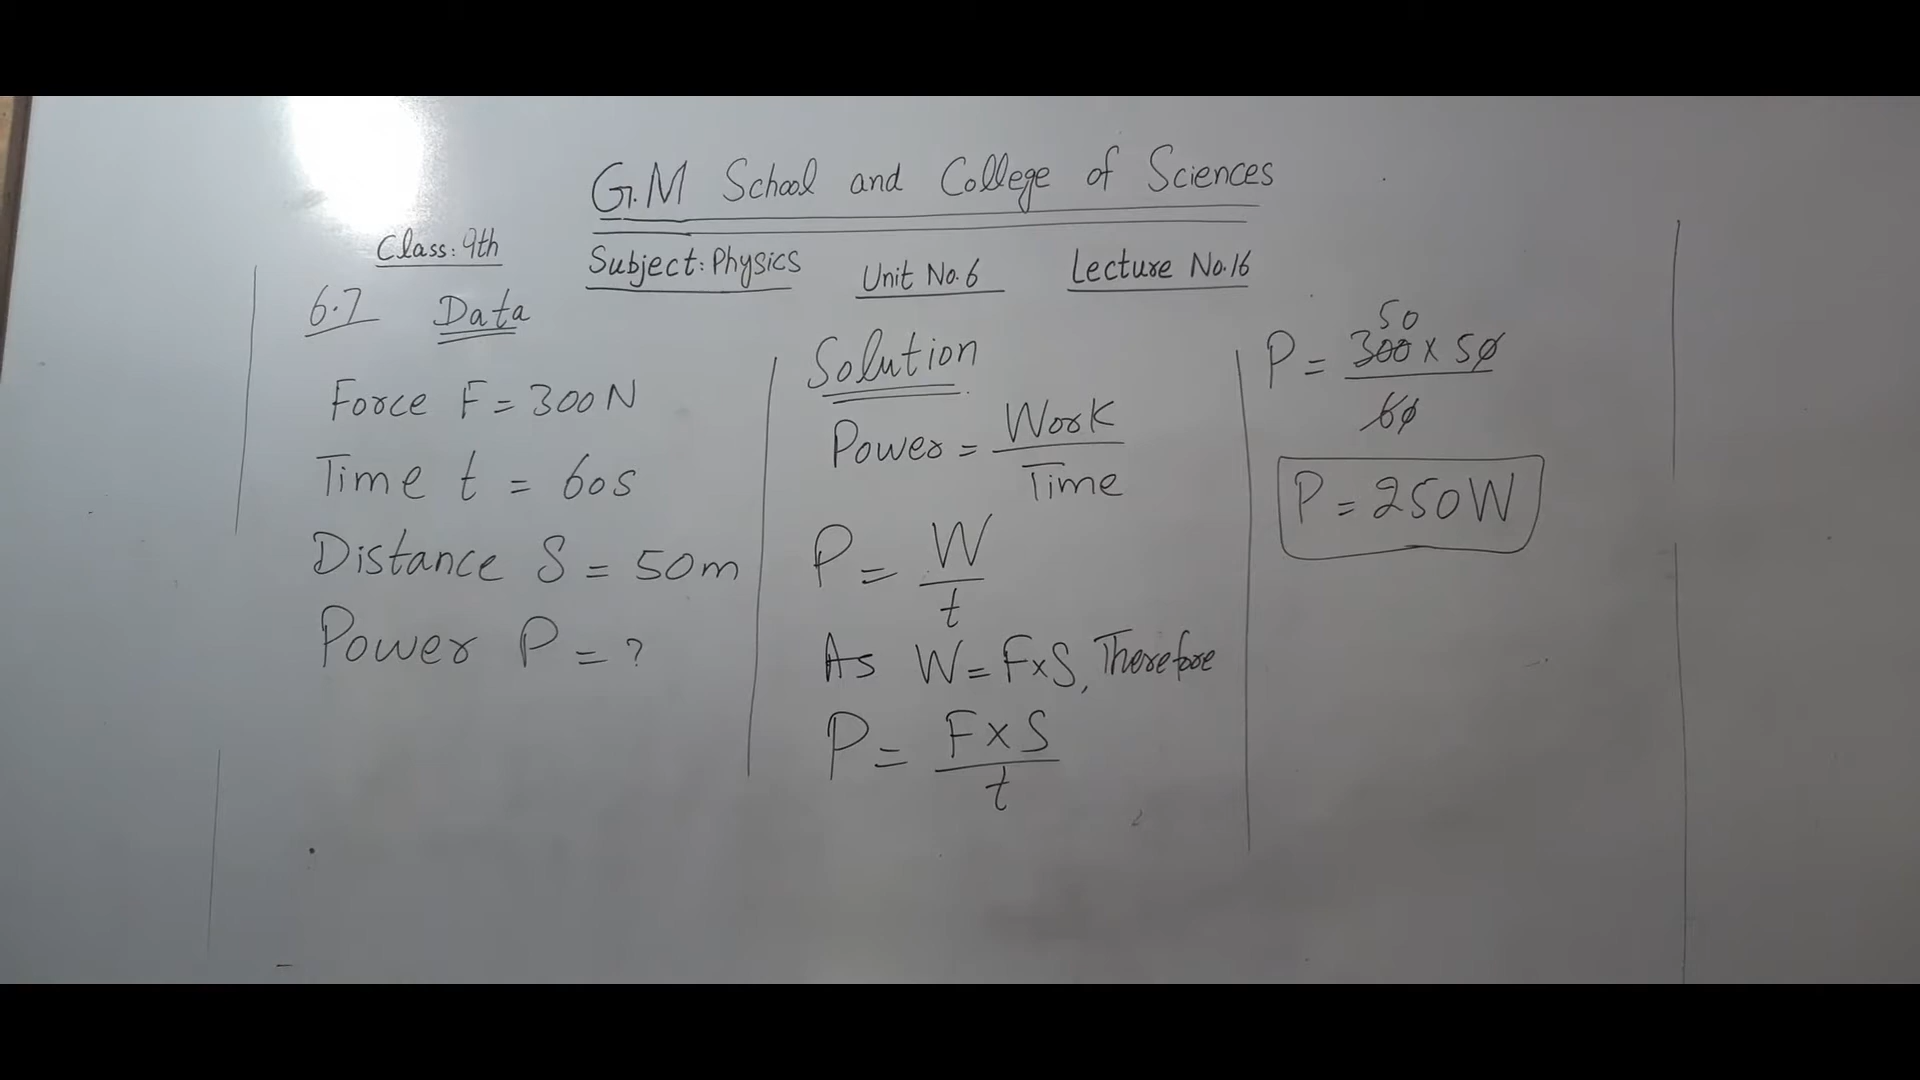 G.M School and College of Sciences
Class: 9th Subject: Physics Unit No. 6 Lecture No. 16
6.7 Data
Force F = 300N
Time t = 60s
Distance S = 50m
Power P = ?
Solution
Power = Work
Time
P = W
t
As W = F×S, Therefore
P = F×S
t
50
P = 300 × 50
60
P = 250W